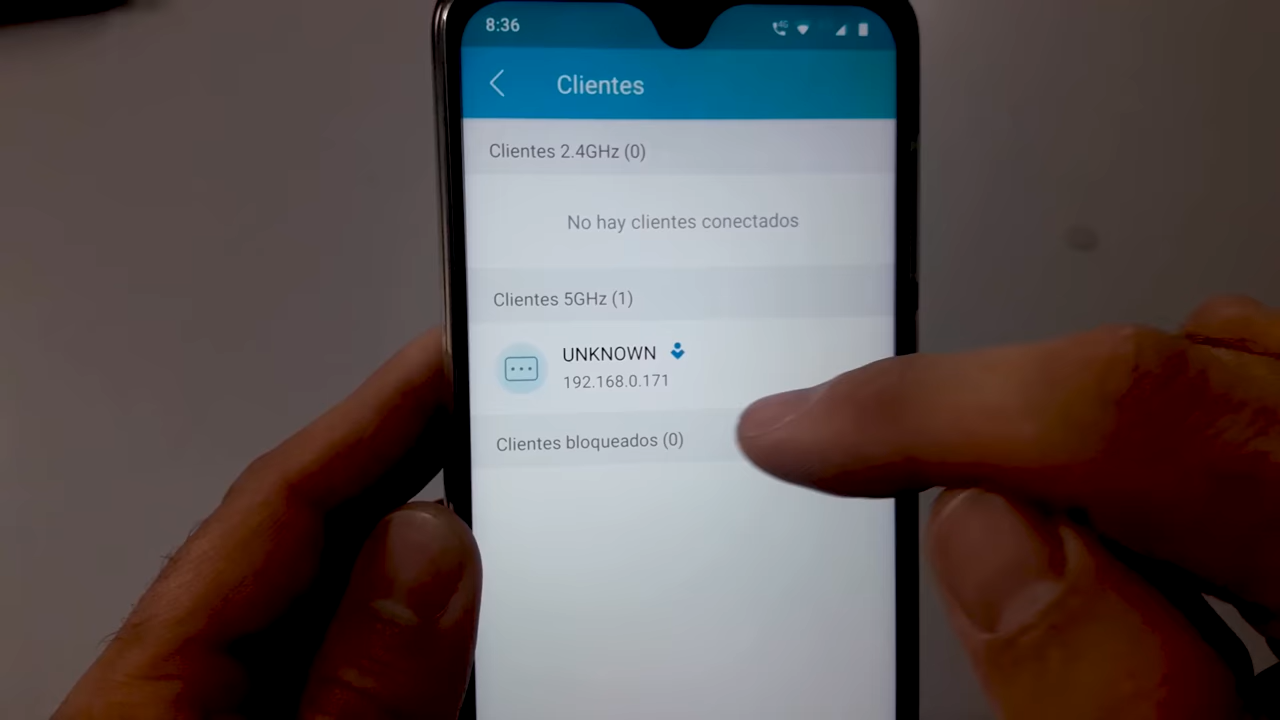 8:36
4G
Clientes
Clientes 2.4GHz (0)
No hay clientes conectados
Clientes 5GHz (1)
UNKNOWN
192.168.0.171
Clientes bloqueados (0)